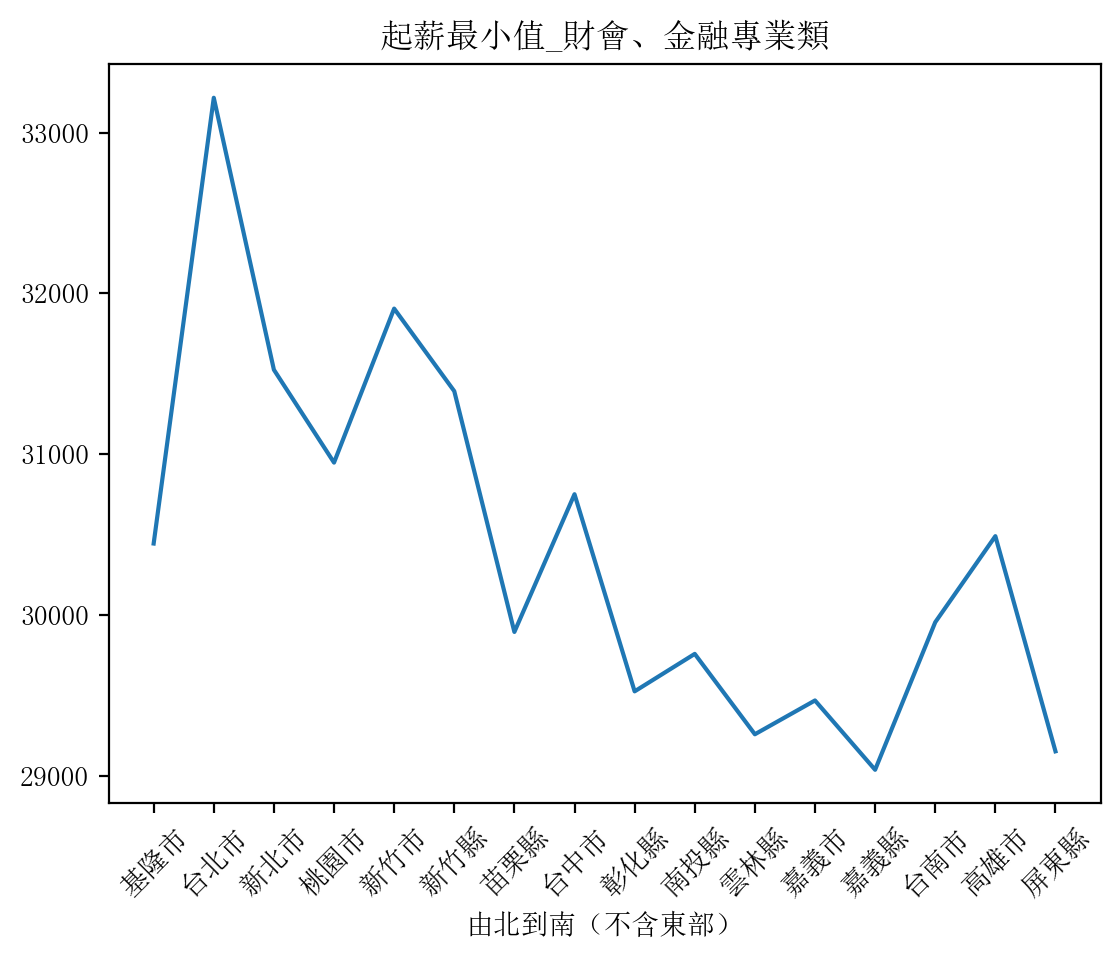 起薪最小值_財會、金融專業類
33000
32000
31000
30000
29000
基隆市
台北市
新北市
桃園市
新竹市
新竹縣
苗栗縣
台中市
彰化縣
南投縣
雲林縣
嘉義市
嘉義縣
台南市
高雄市
屏東縣
由北到南（不含東部）